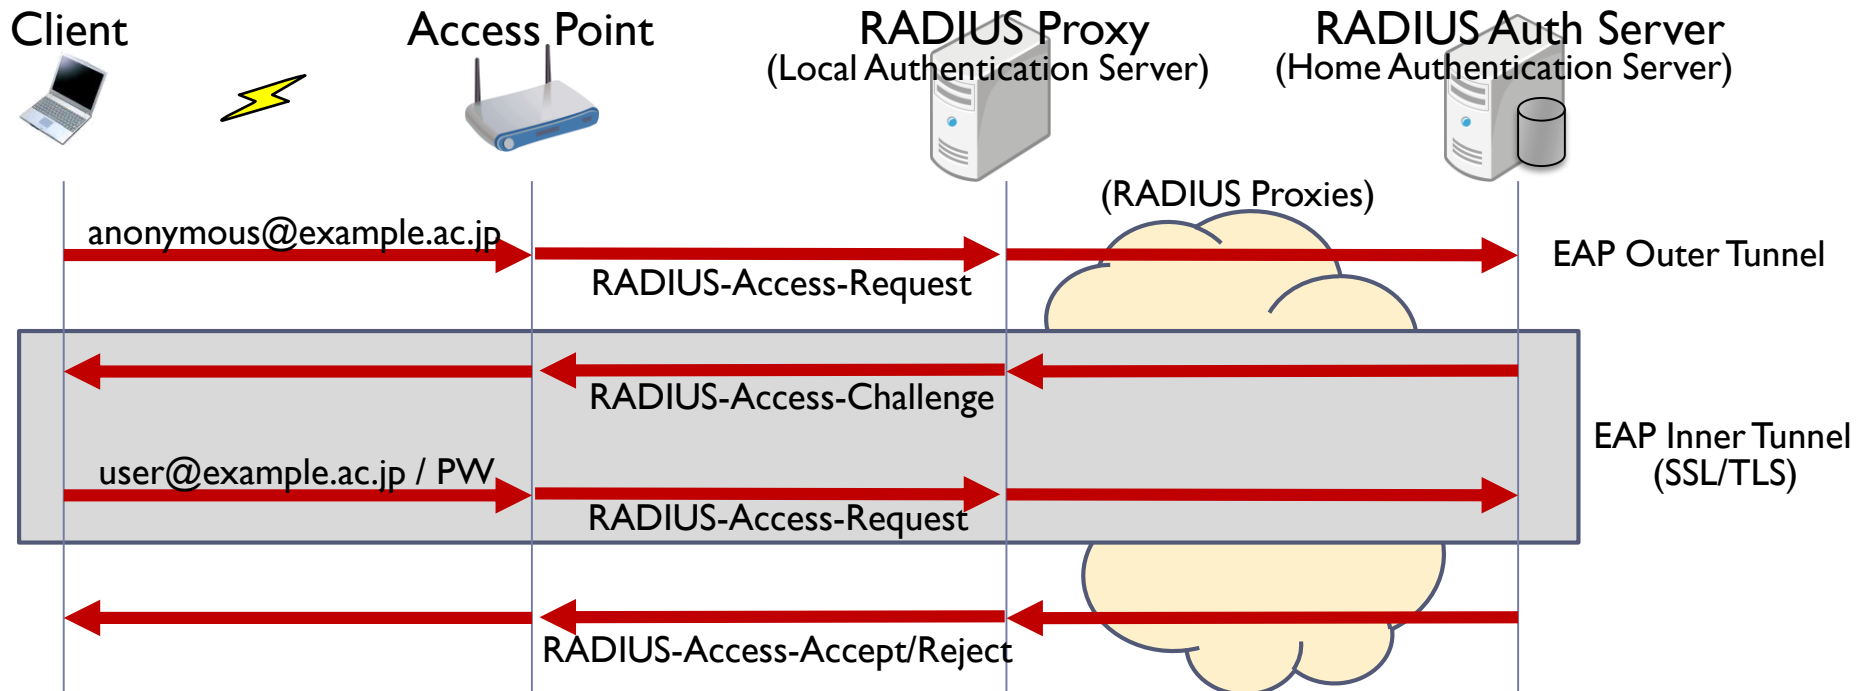 Client
Access Point
RADIUS Proxy
(Local Authentication Server)
RADIUS Auth Server
(Home Authentication Server)
(RADIUS Proxies)
anonymous@example.ac.jp
RADIUS-Access-Request
EAP Outer Tunnel
RADIUS-Access-Challenge
EAP Inner Tunnel
(SSL/TLS)
user@example.ac.jp / PW
RADIUS-Access-Request
RADIUS-Access-Accept/Reject